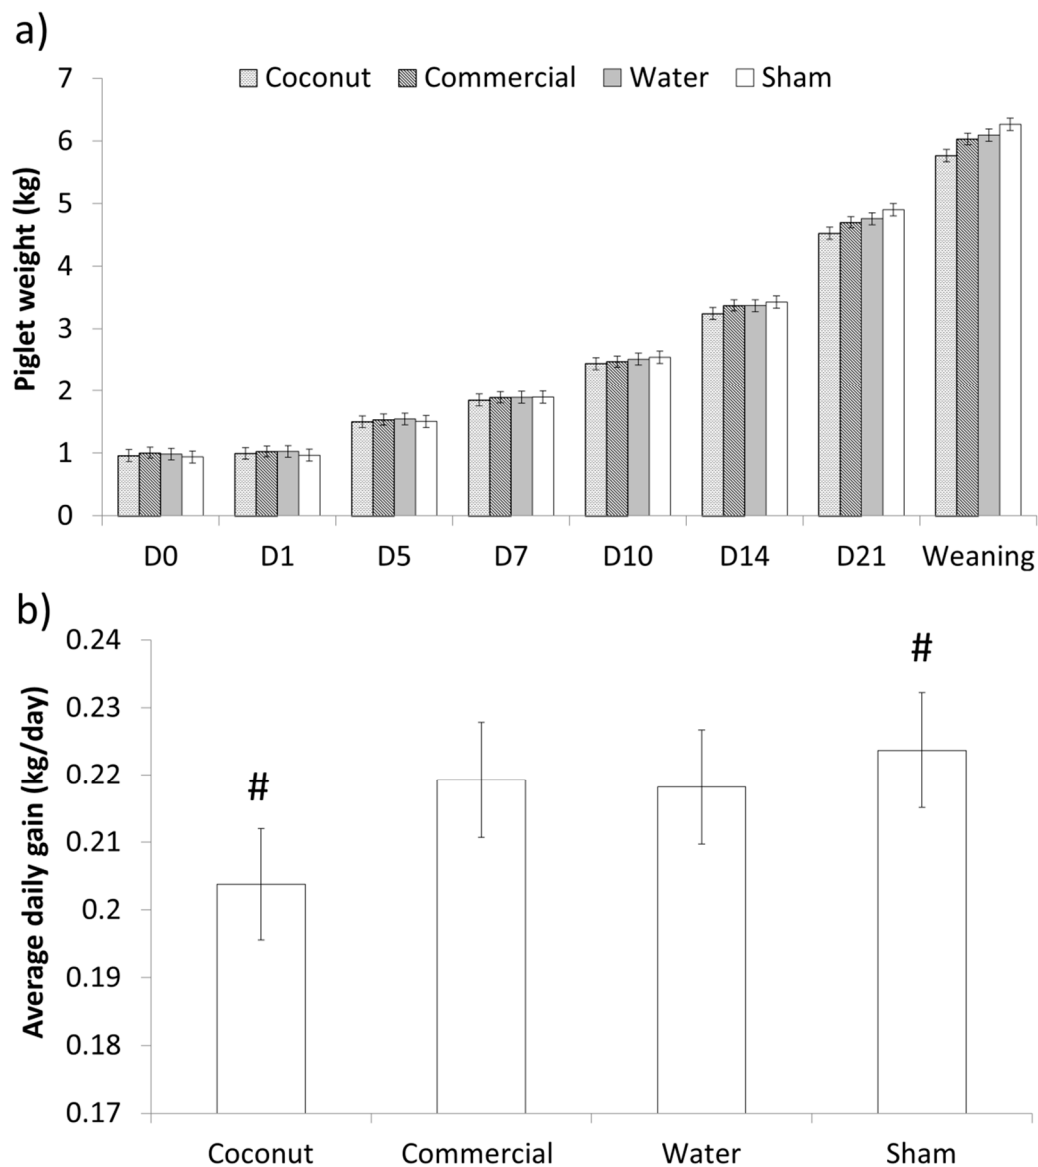 a)
Coconut Commercial Water Sham
Piglet weight (kg)
7
6
5
4
3
2
1
0
D0 D1 D5 D7 D10 D14 D21 Weaning
b)
Average daily gain (kg/day)
0.24
0.23
0.22
0.21
0.2
0.19
0.18
0.17
#
#
Coconut Commercial Water Sham